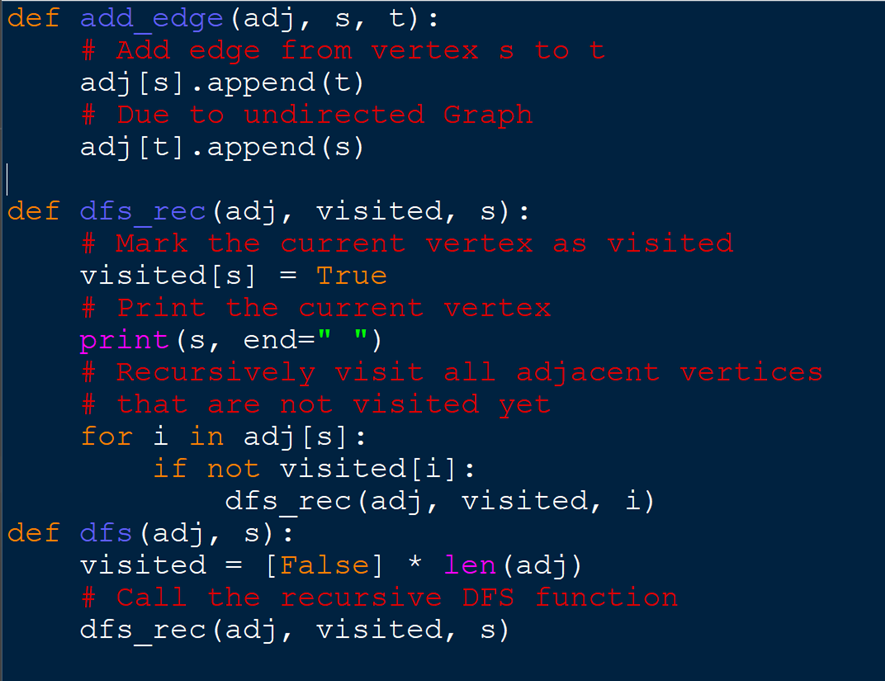 def add_edge(adj, s, t):
    # Add edge from vertex s to t
    adj[s].append(t)
    # Due to undirected Graph
    adj[t].append(s)

def dfs_rec(adj, visited, s):
    # Mark the current vertex as visited
    visited[s] = True
    # Print the current vertex
    print(s, end=" ")
    # Recursively visit all adjacent vertices
    # that are not visited yet
    for i in adj[s]:
        if not visited[i]:
            dfs_rec(adj, visited, i)
def dfs(adj, s):
    visited = [False] * len(adj)
    # Call the recursive DFS function
    dfs_rec(adj, visited, s)